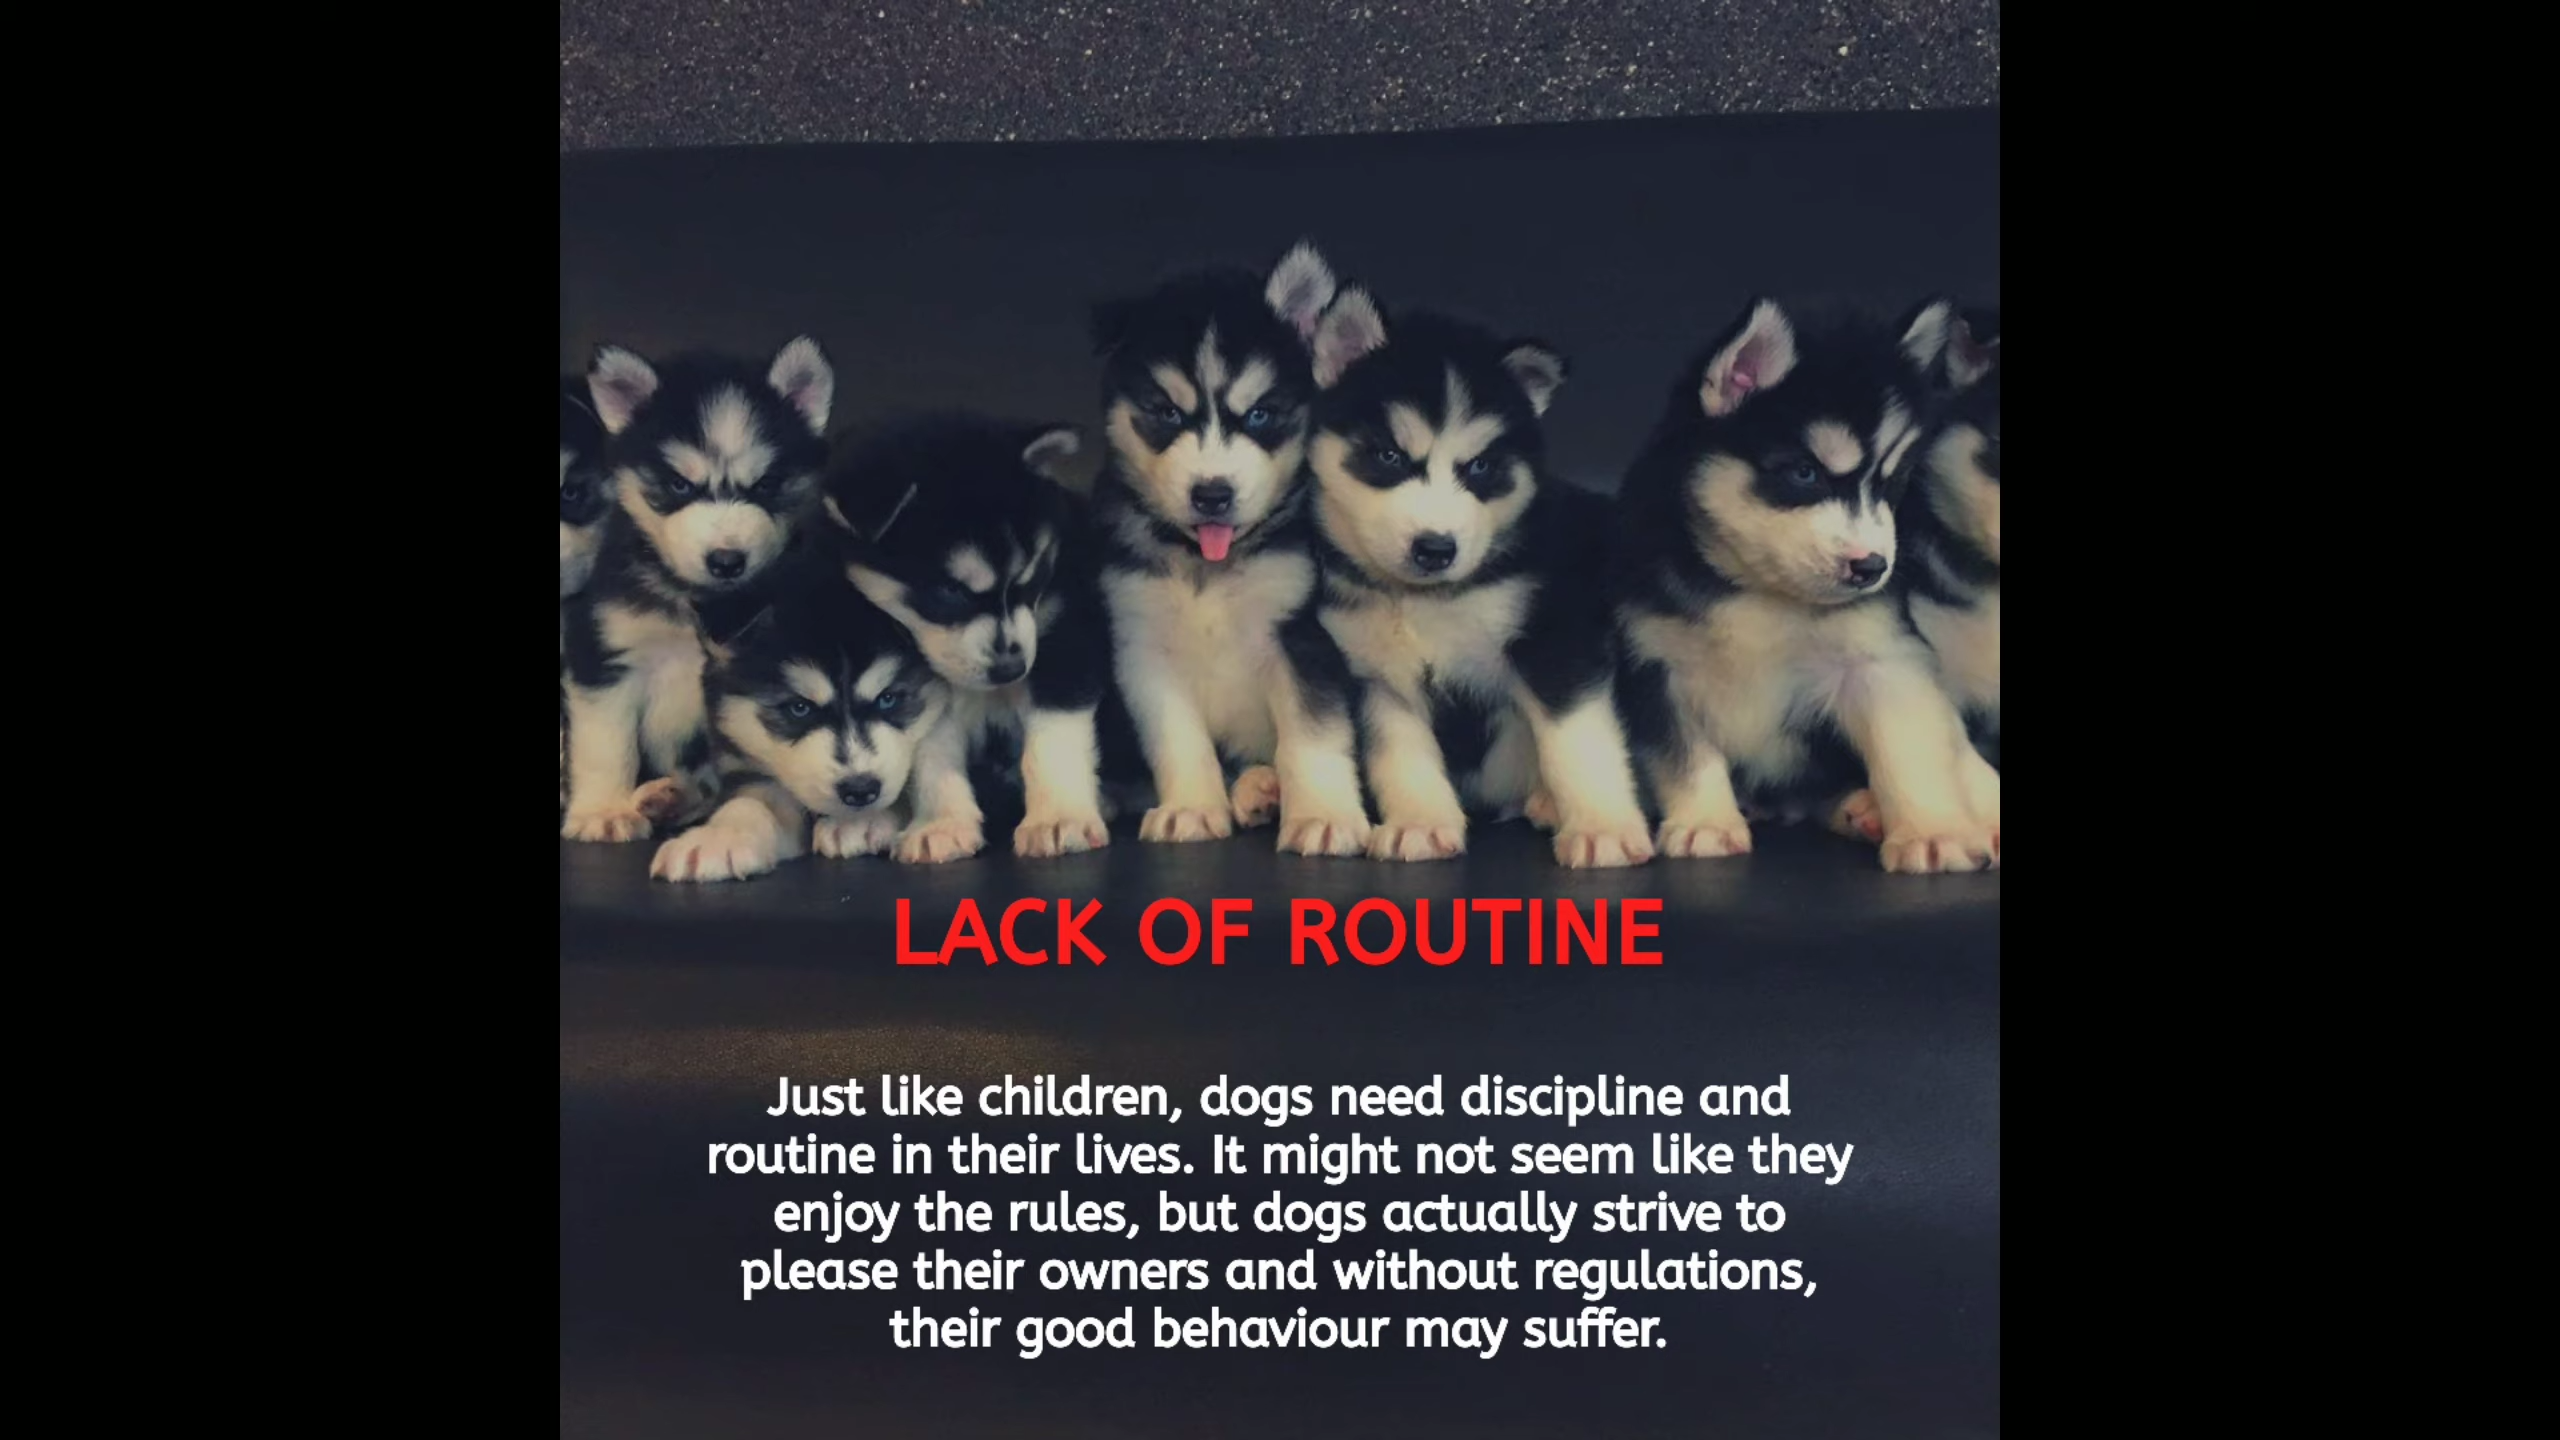 LACK OF ROUTINE
Just like children, dogs need discipline and
routine in their lives. It might not seem like they
enjoy the rules, but dogs actually strive to
please their owners and without regulations,
their good behaviour may suffer.